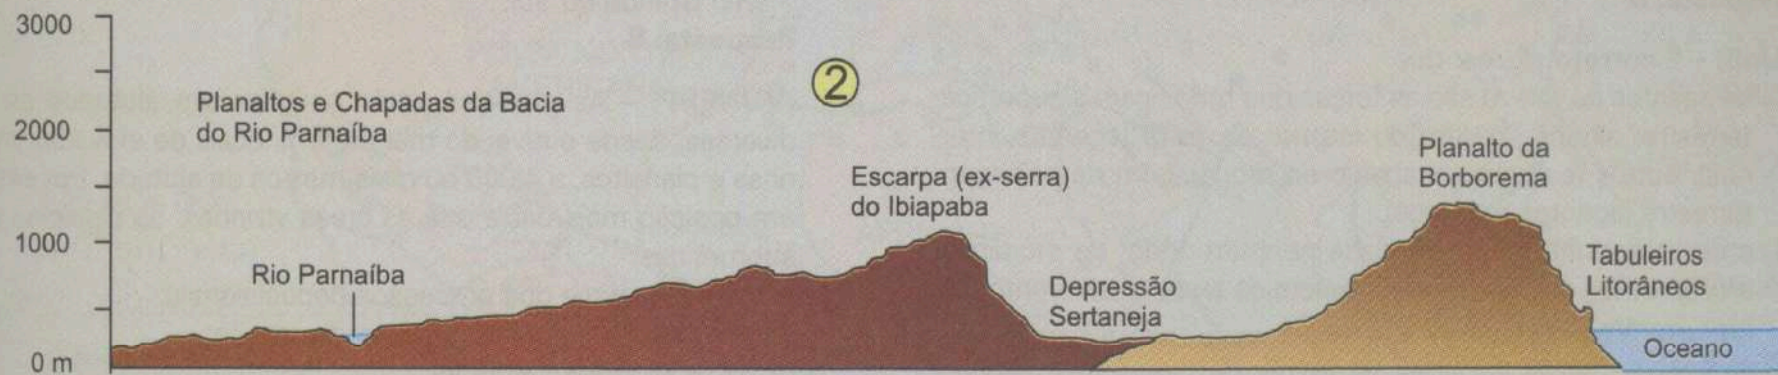 3000
2000
1000
0 m
Planaltos e Chapadas da Bacia
do Rio Parnaíba
2
Rio Parnaíba
Escarpa (ex-serra)
do Ibiapaba
Depressão
Sertaneja
Planalto da
Borborema
Tabuleiros
Litorâneos
Oceano